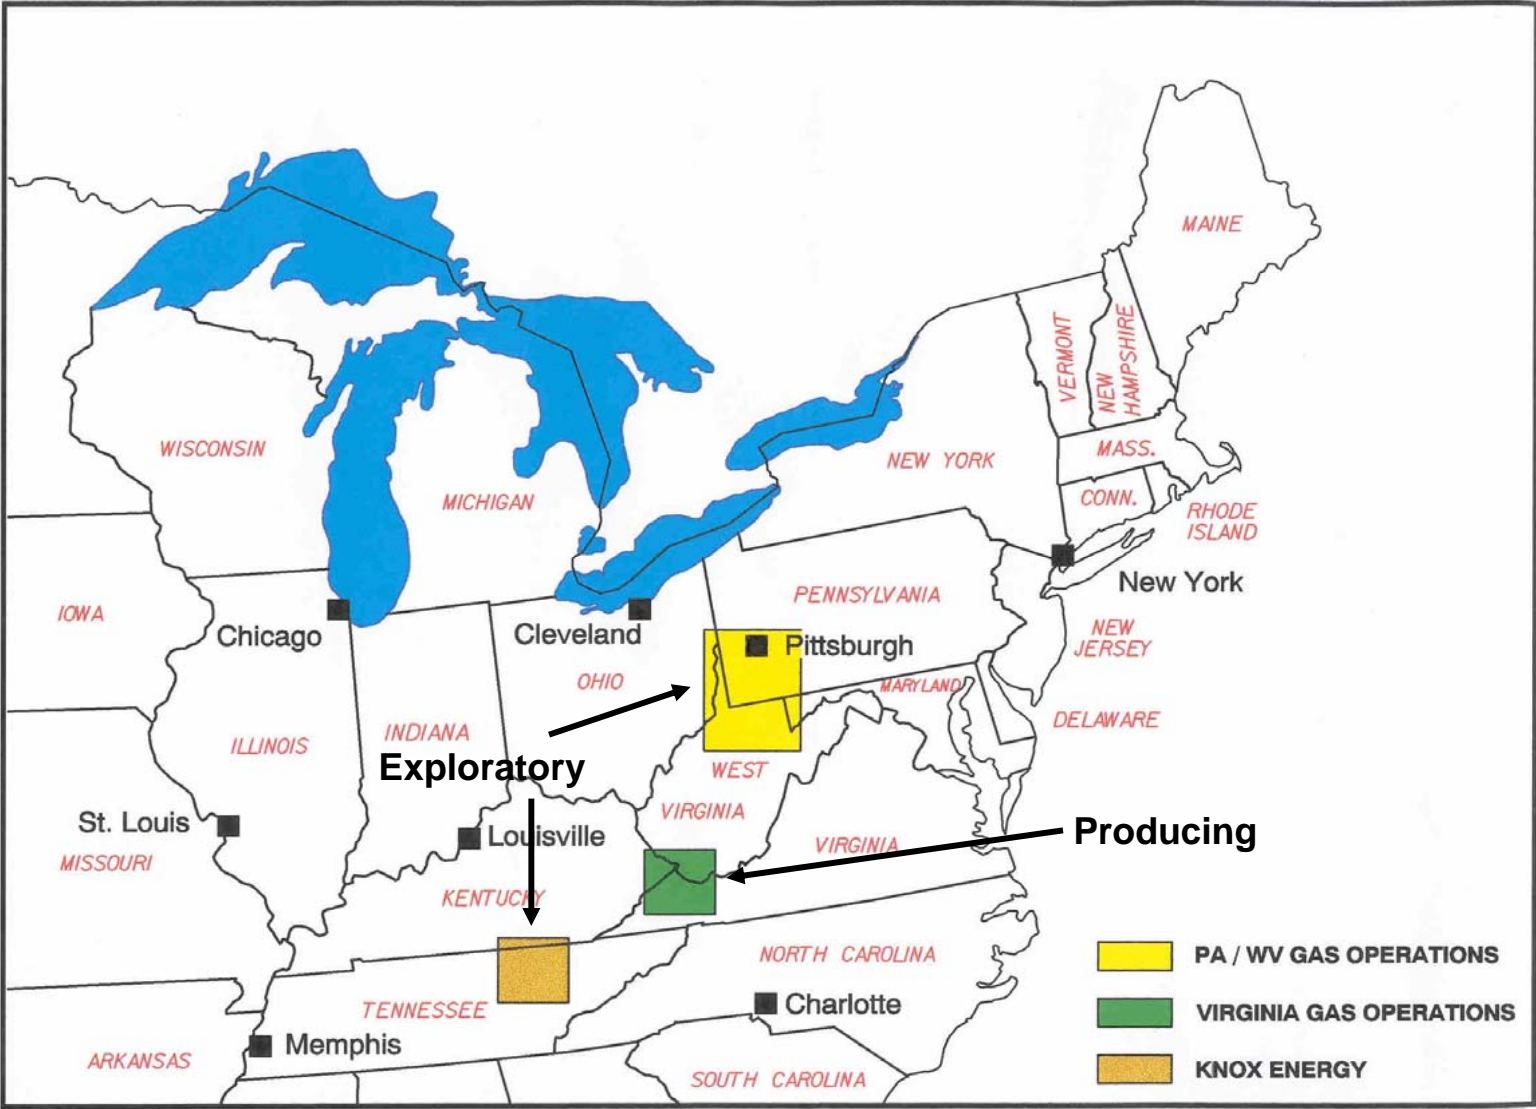 MAINE
VERMONT
NEW
HAMPSHIRE
WISCONSIN
MICHIGAN
NEW YORK
MASS.
CONN.
RHODE
ISLAND
New York
PENNSYLVANIA
IOWA
Chicago
Cleveland
Pittsburgh
NEW
JERSEY
OHIO
MARYLAND
DELAWARE
ILLINOIS
INDIANA
Exploratory
WEST
VIRGINIA
St. Louis
Louisville
VIRGINIA
Producing
MISSOURI
KENTUCKY
NORTH CAROLINA
TENNESSEE
Charlotte
Memphis
ARKANSAS
SOUTH CAROLINA
PA / WV GAS OPERATIONS
VIRGINIA GAS OPERATIONS
KNOX ENERGY